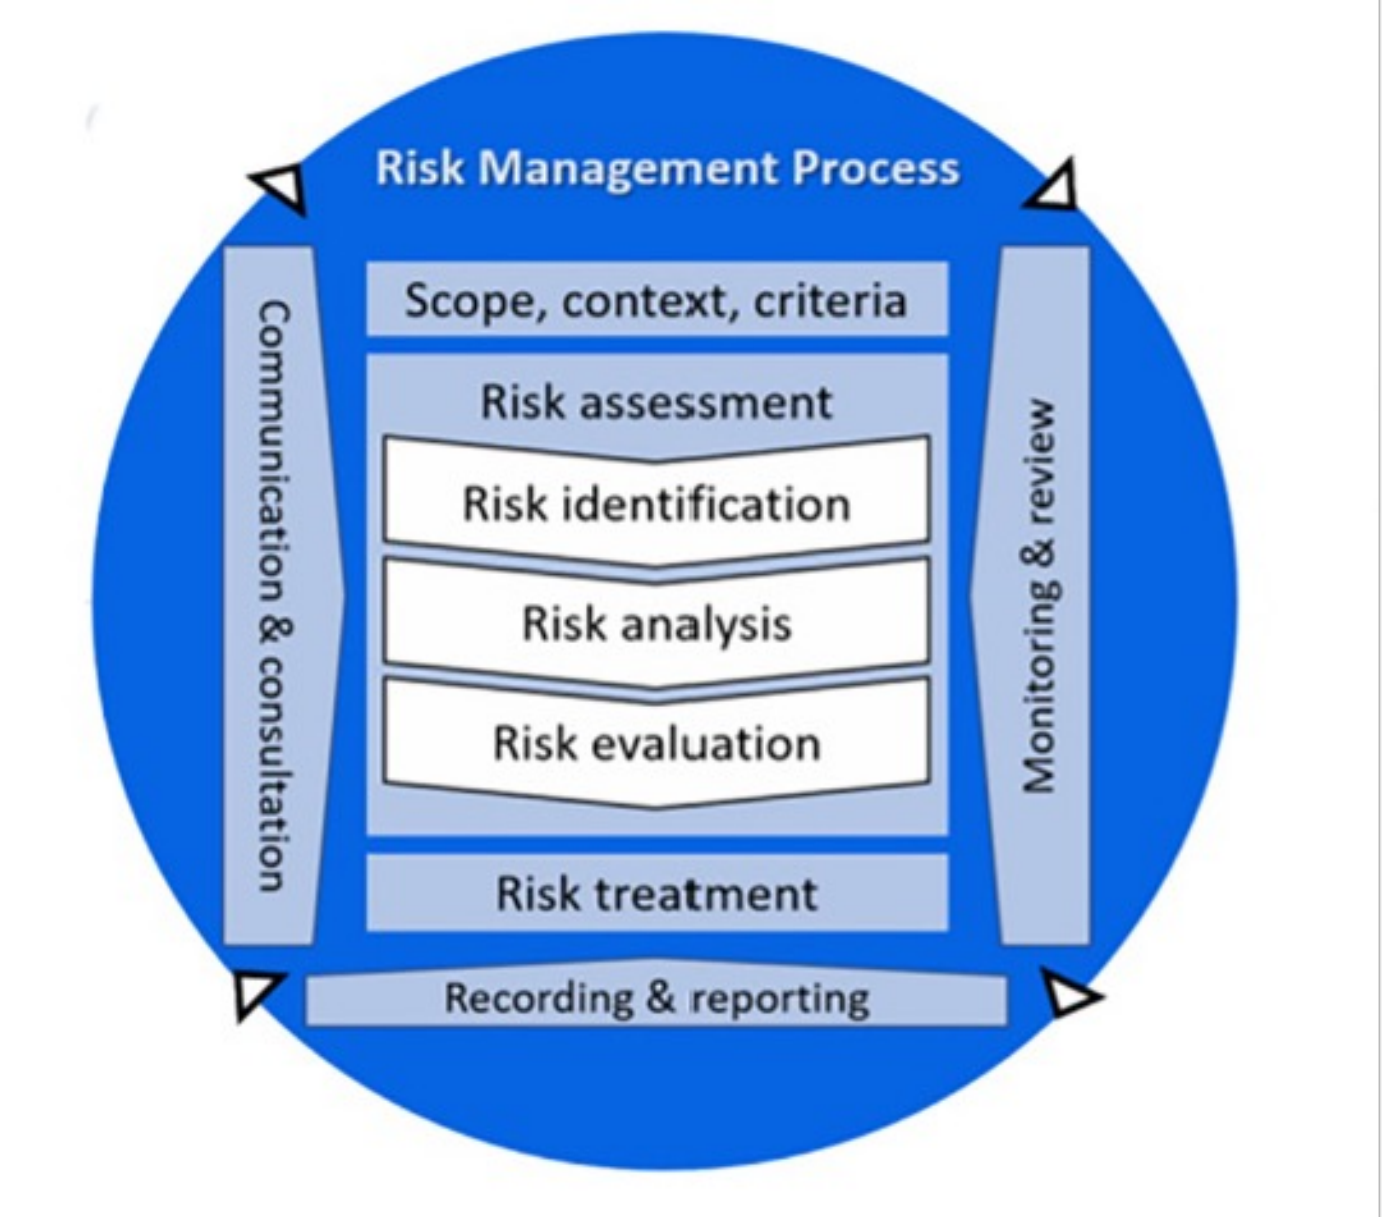 Risk Management Process
Scope, context, criteria
Risk assessment
Risk identification
Risk analysis
Risk evaluation
Risk treatment
Recording & reporting
Communication & consultation
Monitoring & review